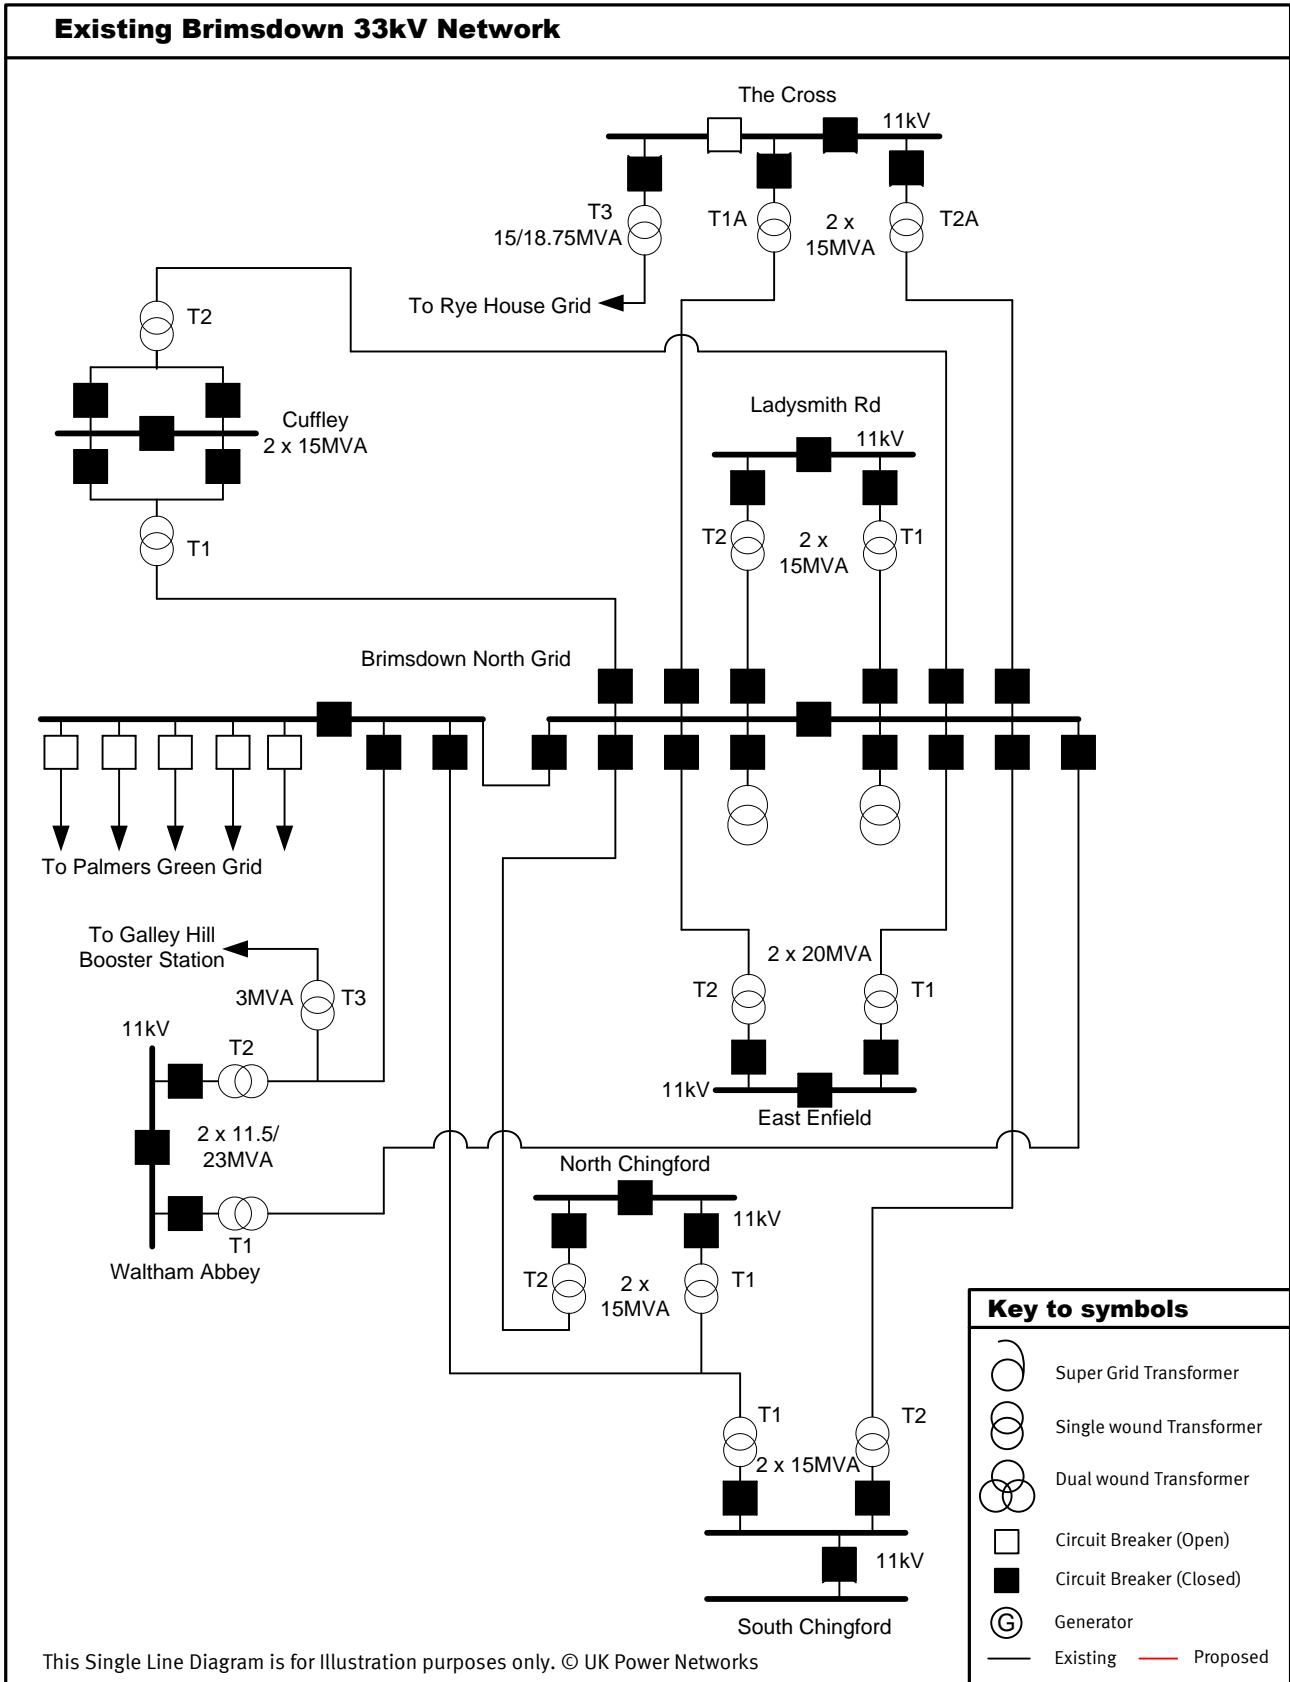 Existing Brimsdown 33kV Network
The Cross
11kV
T3
15/18.75MVA
T1A
2 x
15MVA
T2A
To Rye House Grid
T2
Cuffley
2 x 15MVA
T1
Ladysmith Rd
11kV
T2
2 x
15MVA
T1
Brimsdown North Grid
To Palmers Green Grid
To Galley Hill
Booster Station
3MVA
T3
11kV
T2
2 x 11.5/
23MVA
T1
Waltham Abbey
2 x 20MVA
T2
T1
11kV
East Enfield
North Chingford
11kV
T2
2 x
15MVA
T1
T1
T2
2 x 15MVA
11kV
South Chingford
Key to symbols
Super Grid Transformer
Single wound Transformer
Dual wound Transformer
Circuit Breaker (Open)
Circuit Breaker (Closed)
G
Generator
Existing
Proposed
This Single Line Diagram is for Illustration purposes only. © UK Power Networks